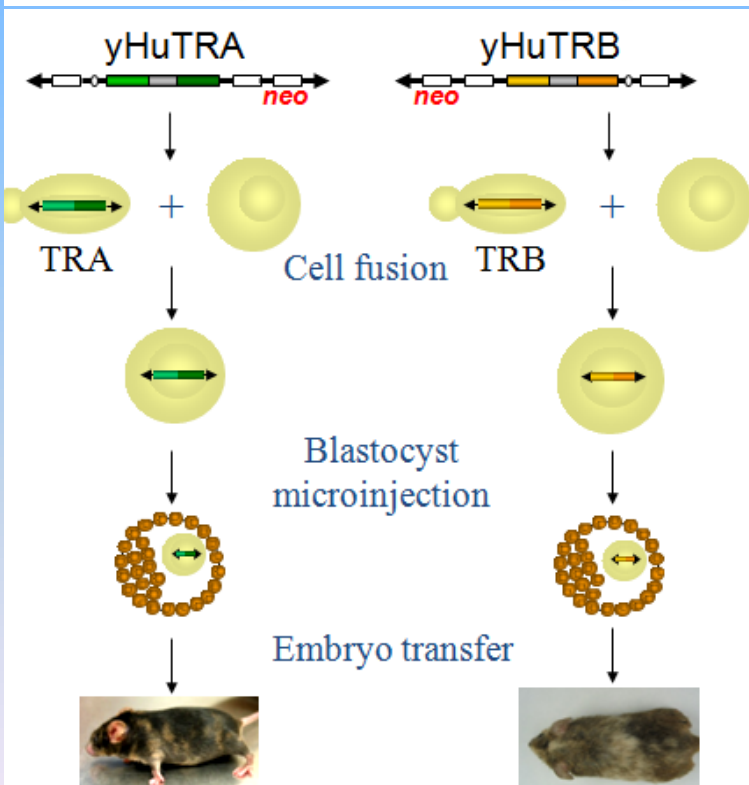 yHuTRA
yHuTRB
neo
neo
+
+
TRA
TRB
Cell fusion
Blastocyst
microinjection
Embryo transfer